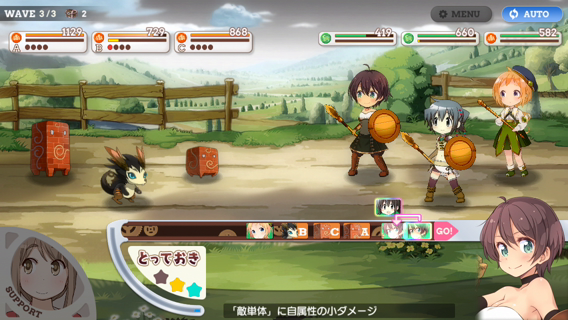 WAVE 3/3 2
MENU
AUTO
1129 729 868
A B C
419 660 582
B C A GO!
とっておき
SUPPORT
「敵単体」に自属性の小ダメージ